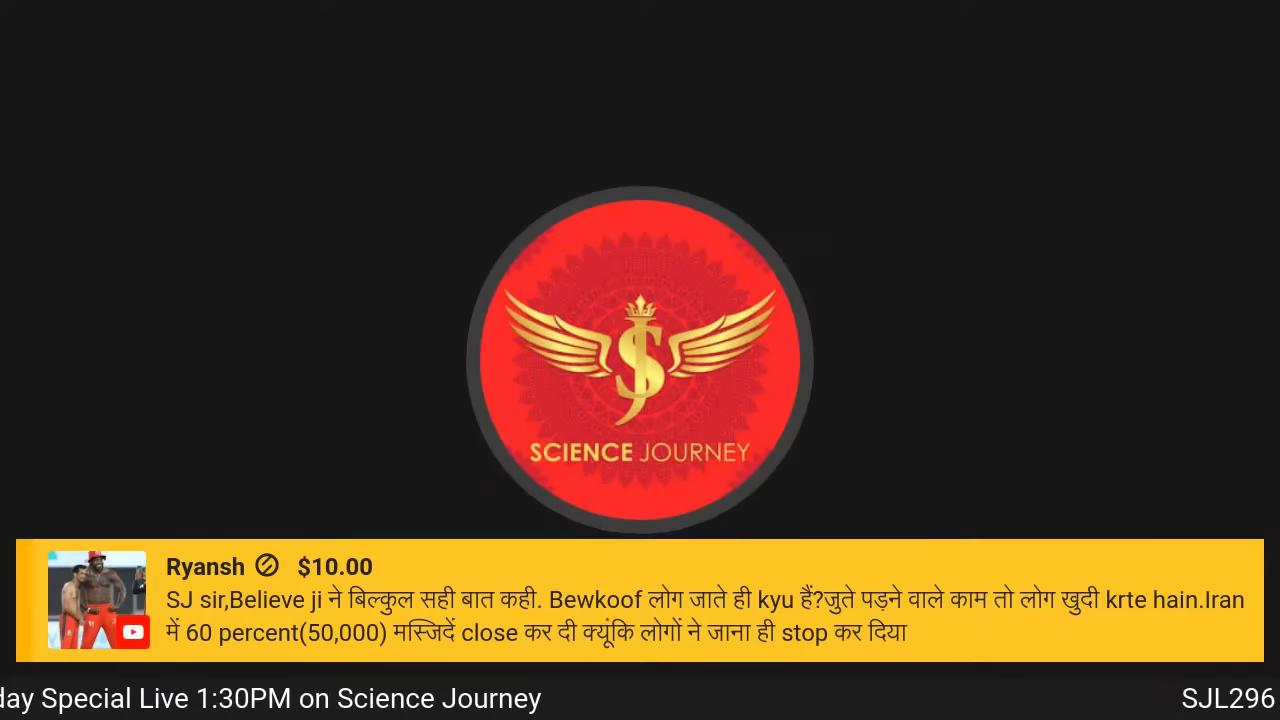 SCIENCE JOURNEY
Ryansh $10.00
SJ sir,Believe ji ने बिल्कुल सही बात कही. Bewkoof लोग जाते ही kyu हैं?जुते पड़ने वाले काम तो लोग खुदी krte hain.Iran
में 60 percent(50,000) मस्जिदें close कर दी क्यूंकि लोगों ने जाना ही stop कर दिया
day Special Live 1:30PM on Science Journey SJL296